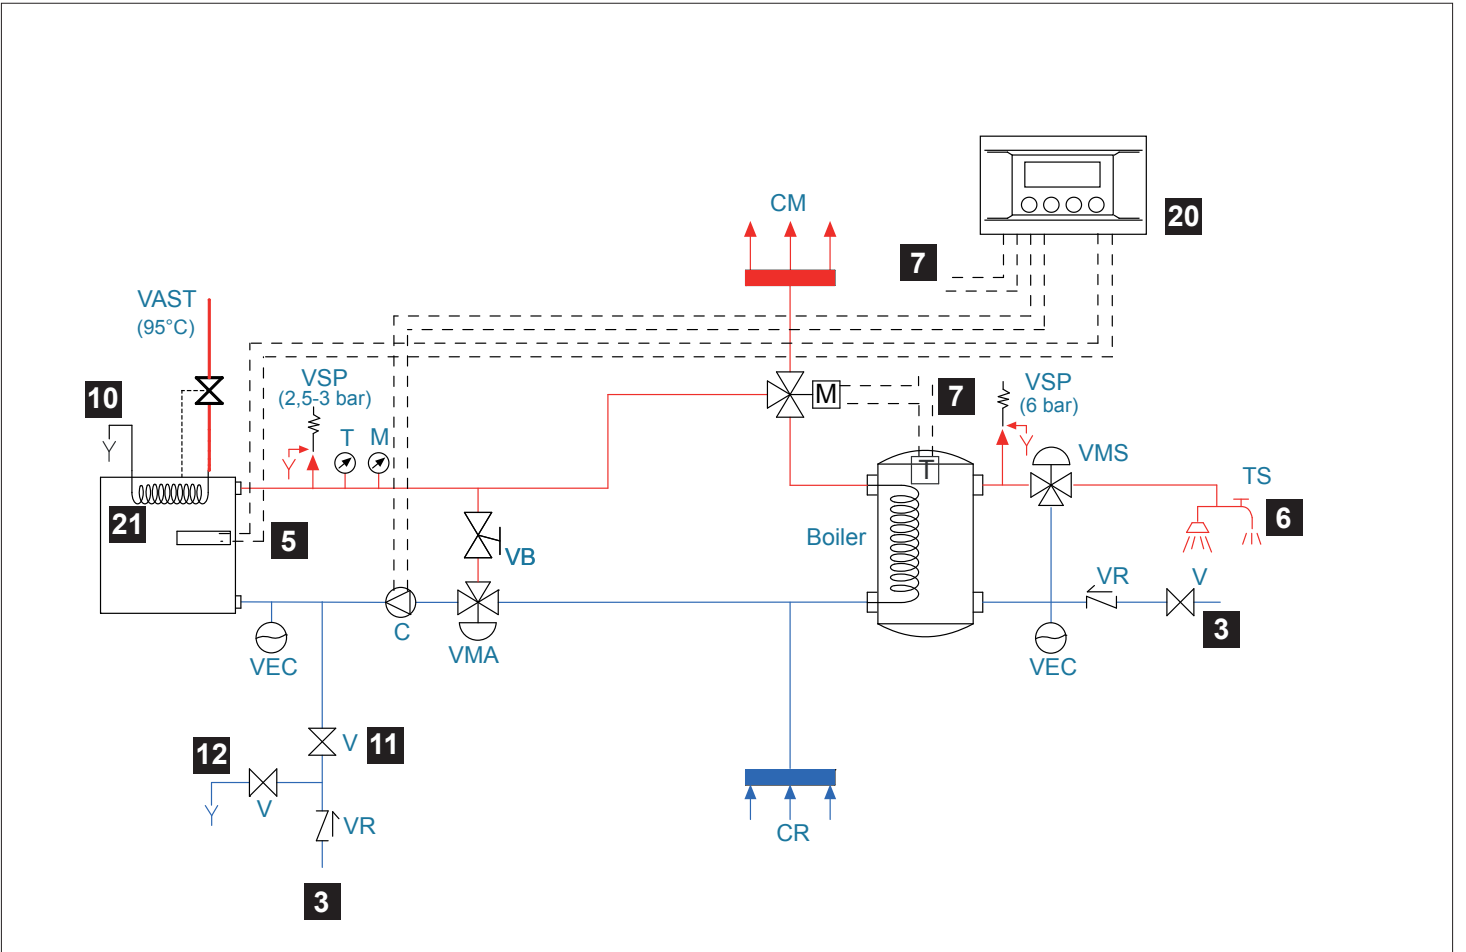 CM
20
7
VAST
(95°C)
VSP
(2,5-3 bar)
10
T
M
M
7
VSP
(6 bar)
VMS
T
TS
6
21
5
VB
Boiler
VR
V
3
C
VEC
VMA
VEC
V
11
12
V
VR
CR
3